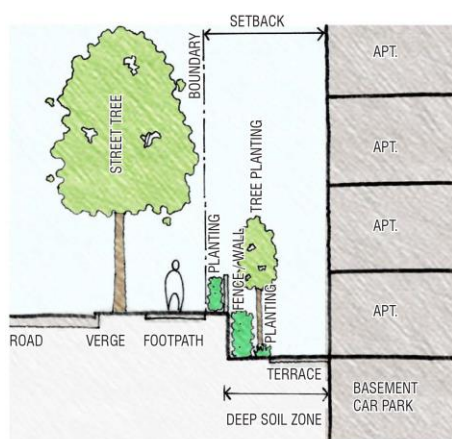 SETBACK
BOUNDARY
STREET TREE
APT.
APT.
TREE PLANTING
PLANTING
FENCE/WALL
APT.
PLANTING
APT.
ROAD
VERGE
FOOTPATH
TERRACE
DEEP SOIL ZONE
BASEMENT
CAR PARK